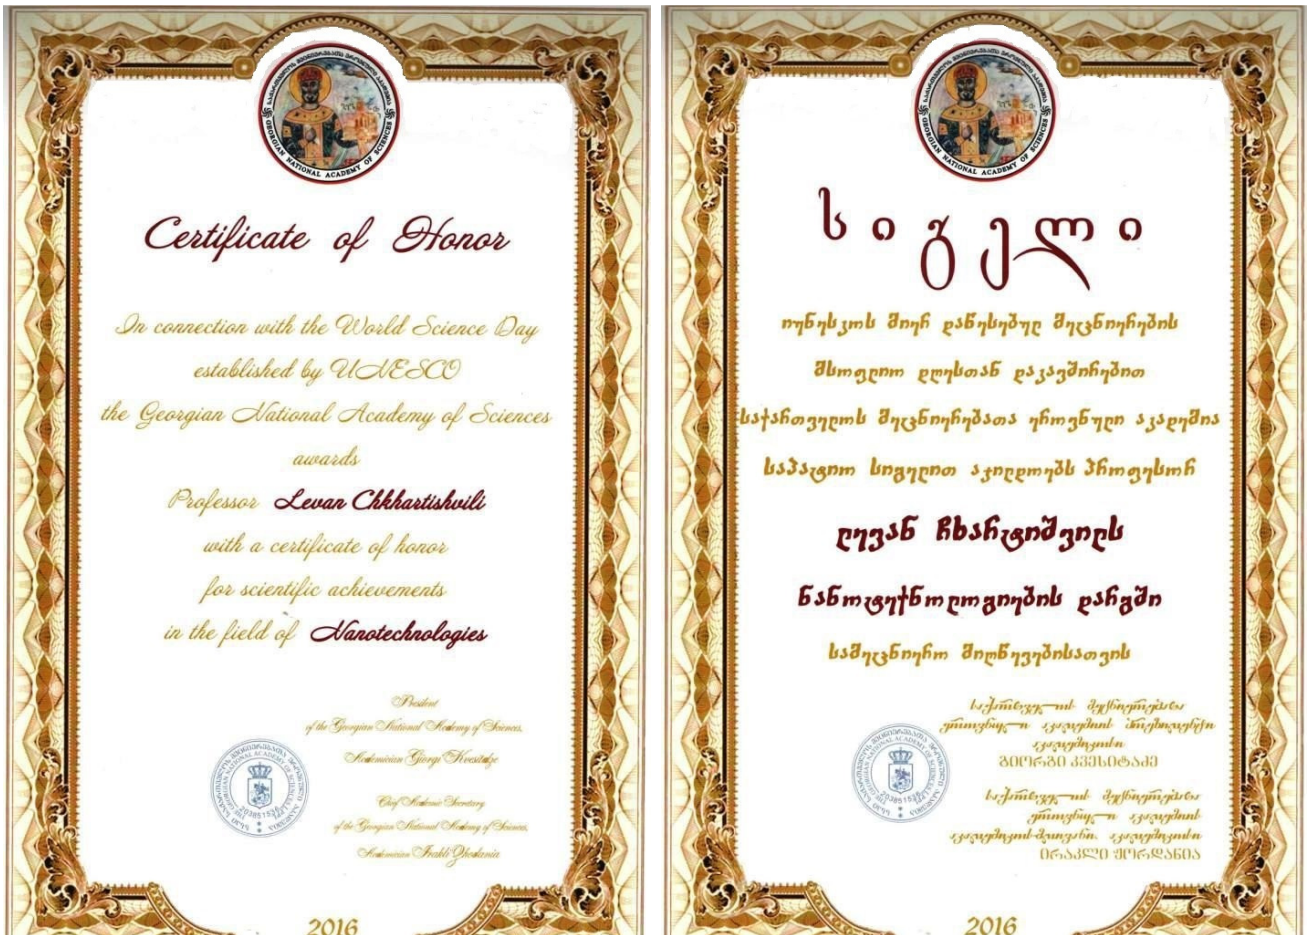 GEORGIAN NATIONAL ACADEMY OF SCIENCES
Certificate of Honor
In connection with the World Science Day
established by UNESCO
the Georgian National Academy of Sciences
awards
Professor Levan Chkhartishvili
with a certificate of honor
for scientific achievements
in the field of Nanotechnologies
President
of the Georgian National Academy of Sciences,
Academician Giorgi Kvesitadze
Chief Academic Secretary
of the Georgian National Academy of Sciences,
Academician Irakli Zhordania
2016
GEORGIAN NATIONAL ACADEMY OF SCIENCES
სიგელი
იუნესკოს მიერ დაწესებულ მეცნიერების
მსოფლიო დღესთან დაკავშირებით
საქართველოს მეცნიერებათა ეროვნული აკადემია
საპატიო სიგელით აჯილდოებს პროფესორ
ლევან ჩხარტიშვილს
ნანოტექნოლოგიების დარგში
სამეცნიერო მიღწევებისათვის
საქართველოს მეცნიერებათა
ეროვნული აკადემიის პრეზიდენტი
აკადემიკოსი
გიორგი კვესიტაძე
საქართველოს მეცნიერებათა
ეროვნული აკადემიის
აკადემიკოს-მდივანი, აკადემიკოსი
ირაკლი ჟორდანია
2016